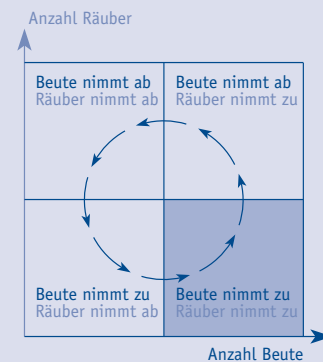 Anzahl Räuber
Beute nimmt ab
Räuber nimmt ab
Beute nimmt ab
Räuber nimmt zu
Beute nimmt zu
Räuber nimmt ab
Beute nimmt zu
Räuber nimmt zu
Anzahl Beute